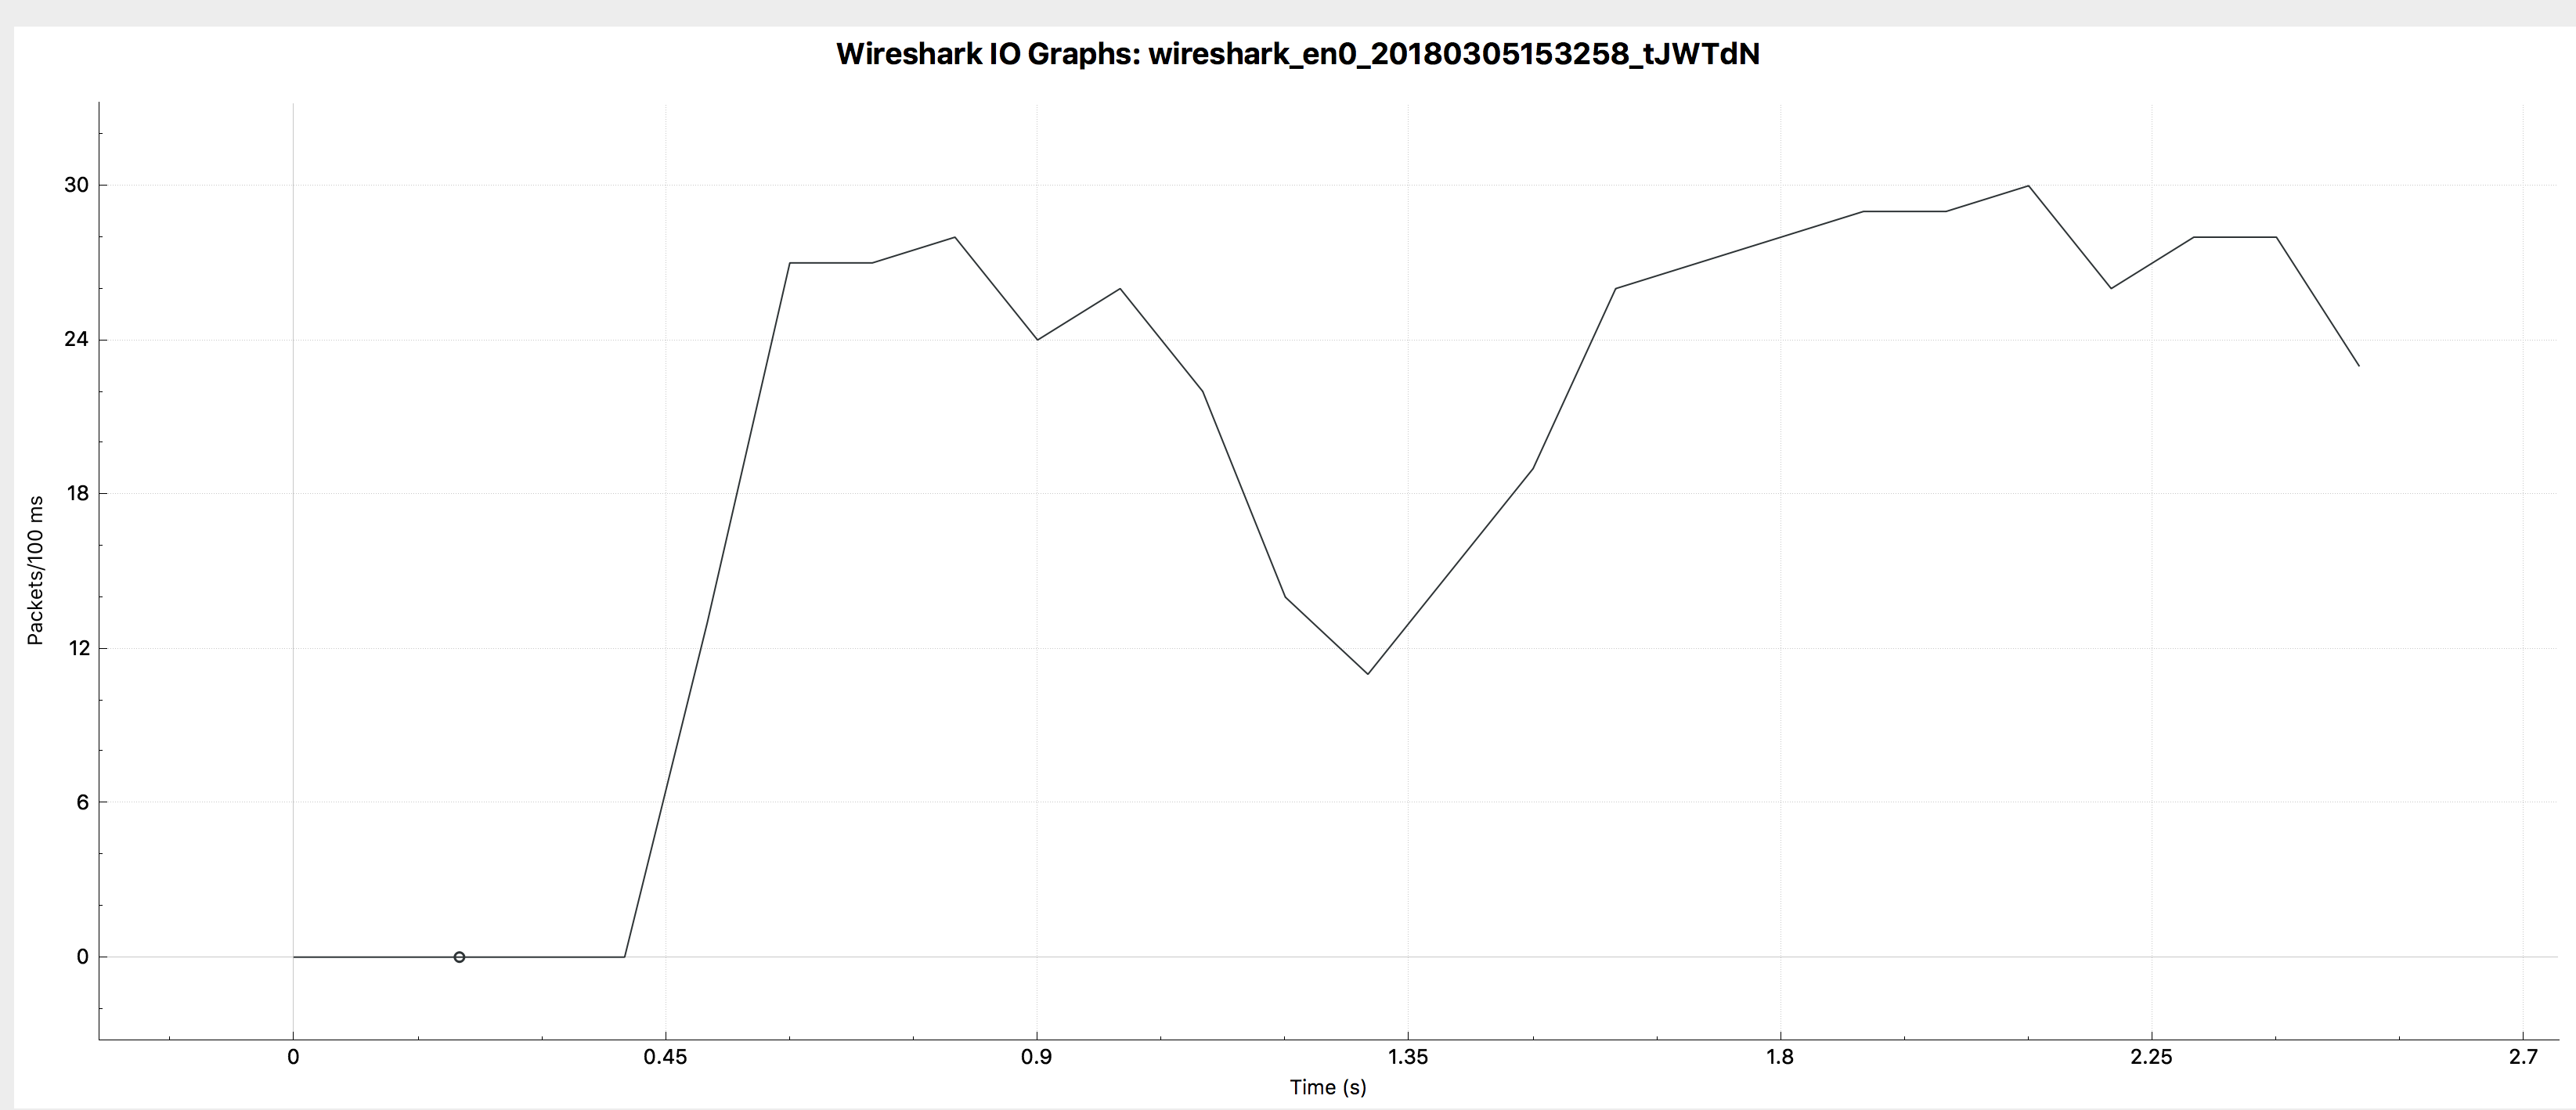 Wireshark IO Graphs: wireshark_en0_20180305153258_tJWTdN
30
24
18
12
6
0
Packets/100 ms
0 0.45 0.9 1.35 1.8 2.25 2.7
Time (s)